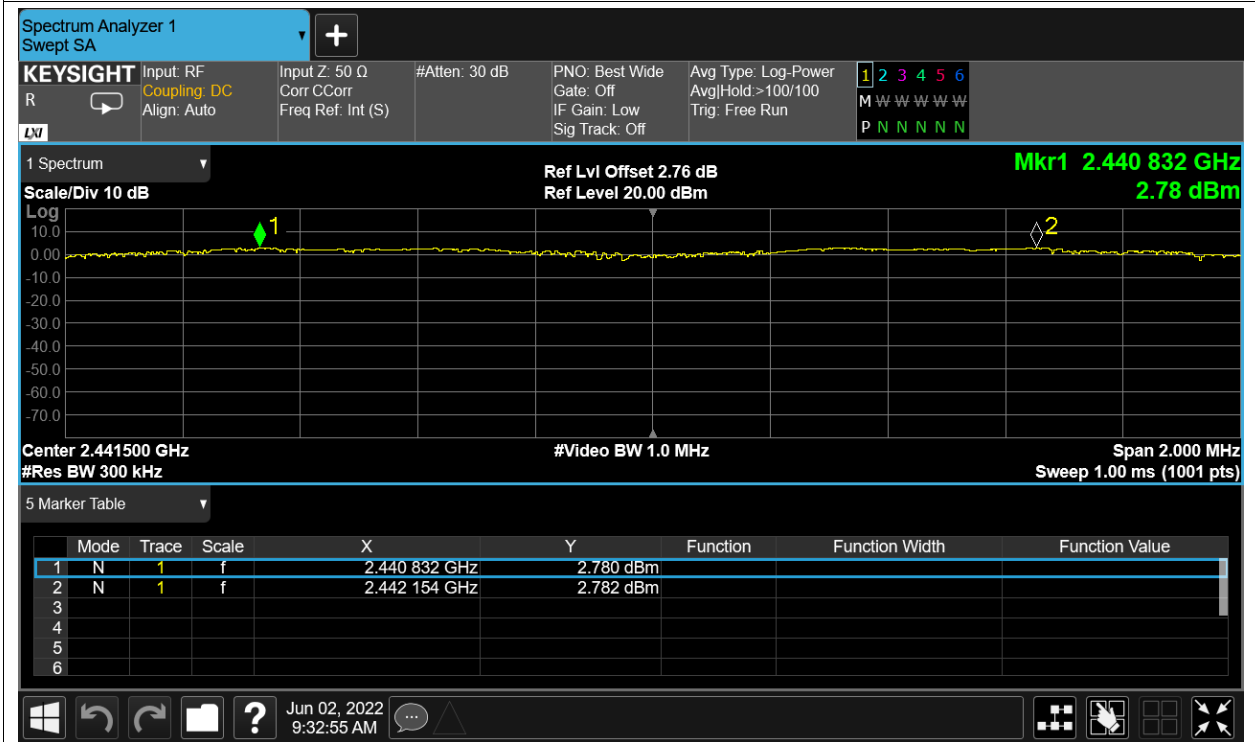 Spectrum Analyzer 1
Swept SA
+
KEYSIGHT
R
LXI
Input: RF
Coupling: DC
Align: Auto
Input Z: 50 Ω
Corr CCorr
Freq Ref: Int (S)
#Atten: 30 dB
PNO: Best Wide
Gate: Off
IF Gain: Low
Sig Track: Off
Avg Type: Log-Power
Avg|Hold:>100/100
Trig: Free Run
1 2 3 4 5 6
M W W W W W
P N N N N N
1 Spectrum
Scale/Div 10 dB
Ref Lvl Offset 2.76 dB
Ref Level 20.00 dBm
Mkr1 2.440 832 GHz
2.78 dBm
Log
10.0
0.00
-10.0
-20.0
-30.0
-40.0
-50.0
-60.0
-70.0
1
2
Center 2.441500 GHz
#Res BW 300 kHz
#Video BW 1.0 MHz
Span 2.000 MHz
Sweep 1.00 ms (1001 pts)
5 Marker Table
Mode Trace Scale X Y Function Function Width Function Value
1 N 1 f 2.440 832 GHz 2.780 dBm
2 N 1 f 2.442 154 GHz 2.782 dBm
3
4
5
6
?
Jun 02, 2022
9:32:55 AM